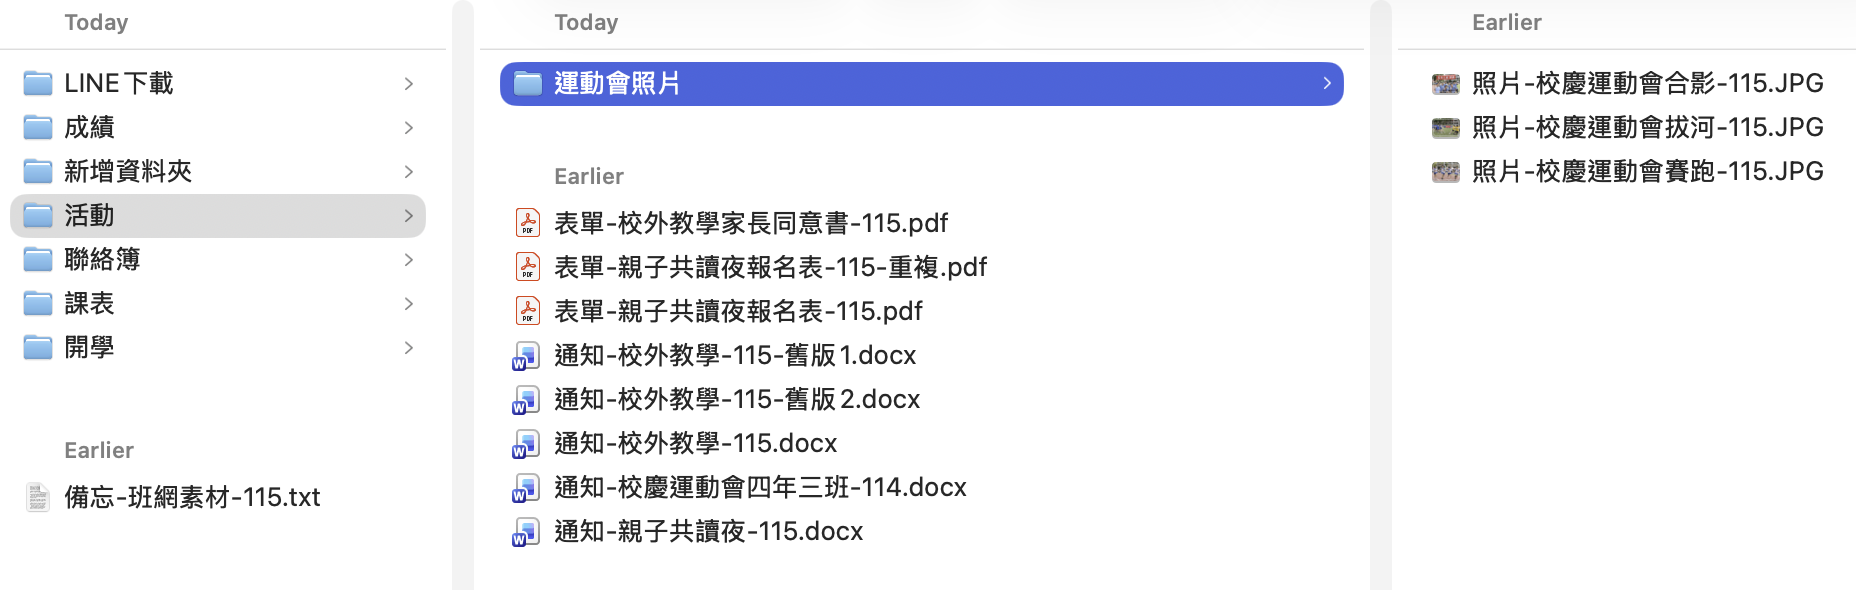 Today
LINE下載
成績
新增資料夾
活動
聯絡簿
課表
開學
Earlier
備忘-班網素材-115.txt
Today
運動會照片
Earlier
表單-校外教學家長同意書-115.pdf
表單-親子共讀夜報名表-115-重複.pdf
表單-親子共讀夜報名表-115.pdf
通知-校外教學-115-舊版1.docx
通知-校外教學-115-舊版2.docx
通知-校外教學-115.docx
通知-校慶運動會四年三班-114.docx
通知-親子共讀夜-115.docx
Earlier
照片-校慶運動會合影-115.JPG
照片-校慶運動會拔河-115.JPG
照片-校慶運動會賽跑-115.JPG